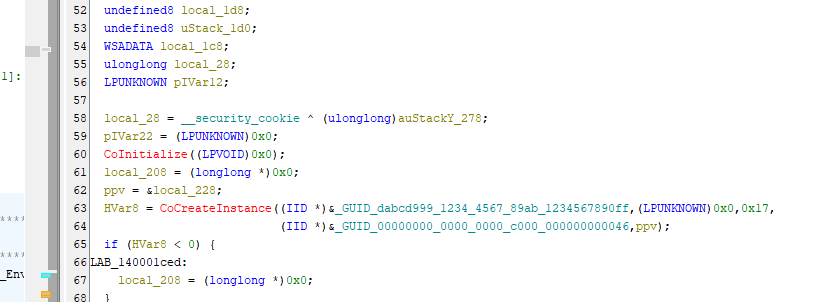 52 undefined8 local_1d8;
53 undefined8 uStack_1d0;
54 WSADATA local_1c8;
1]: 55 ulonglong local_28;
56 LPUNKNOWN pIVar12;
57
58 local_28 = __security_cookie ^ (ulonglong)auStackY_278;
59 pIVar22 = (LPUNKNOWN)0x0;
60 CoInitialize((LPVOID)0x0);
61 local_208 = (longlong *)0x0;
62 ppv = &local_228;
63 HVar8 = CoCreateInstance((IID *)&_GUID_dabcd999_1234_4567_89ab_1234567890ff,(LPUNKNOWN)0x0,0x17,
**** 64 (IID *)&_GUID_00000000_0000_0000_c000_000000000046,ppv);
65 if (HVar8 < 0) {
**** 66 LAB_140001ced:
_Env 67 local_208 = (longlong *)0x0;
68 }